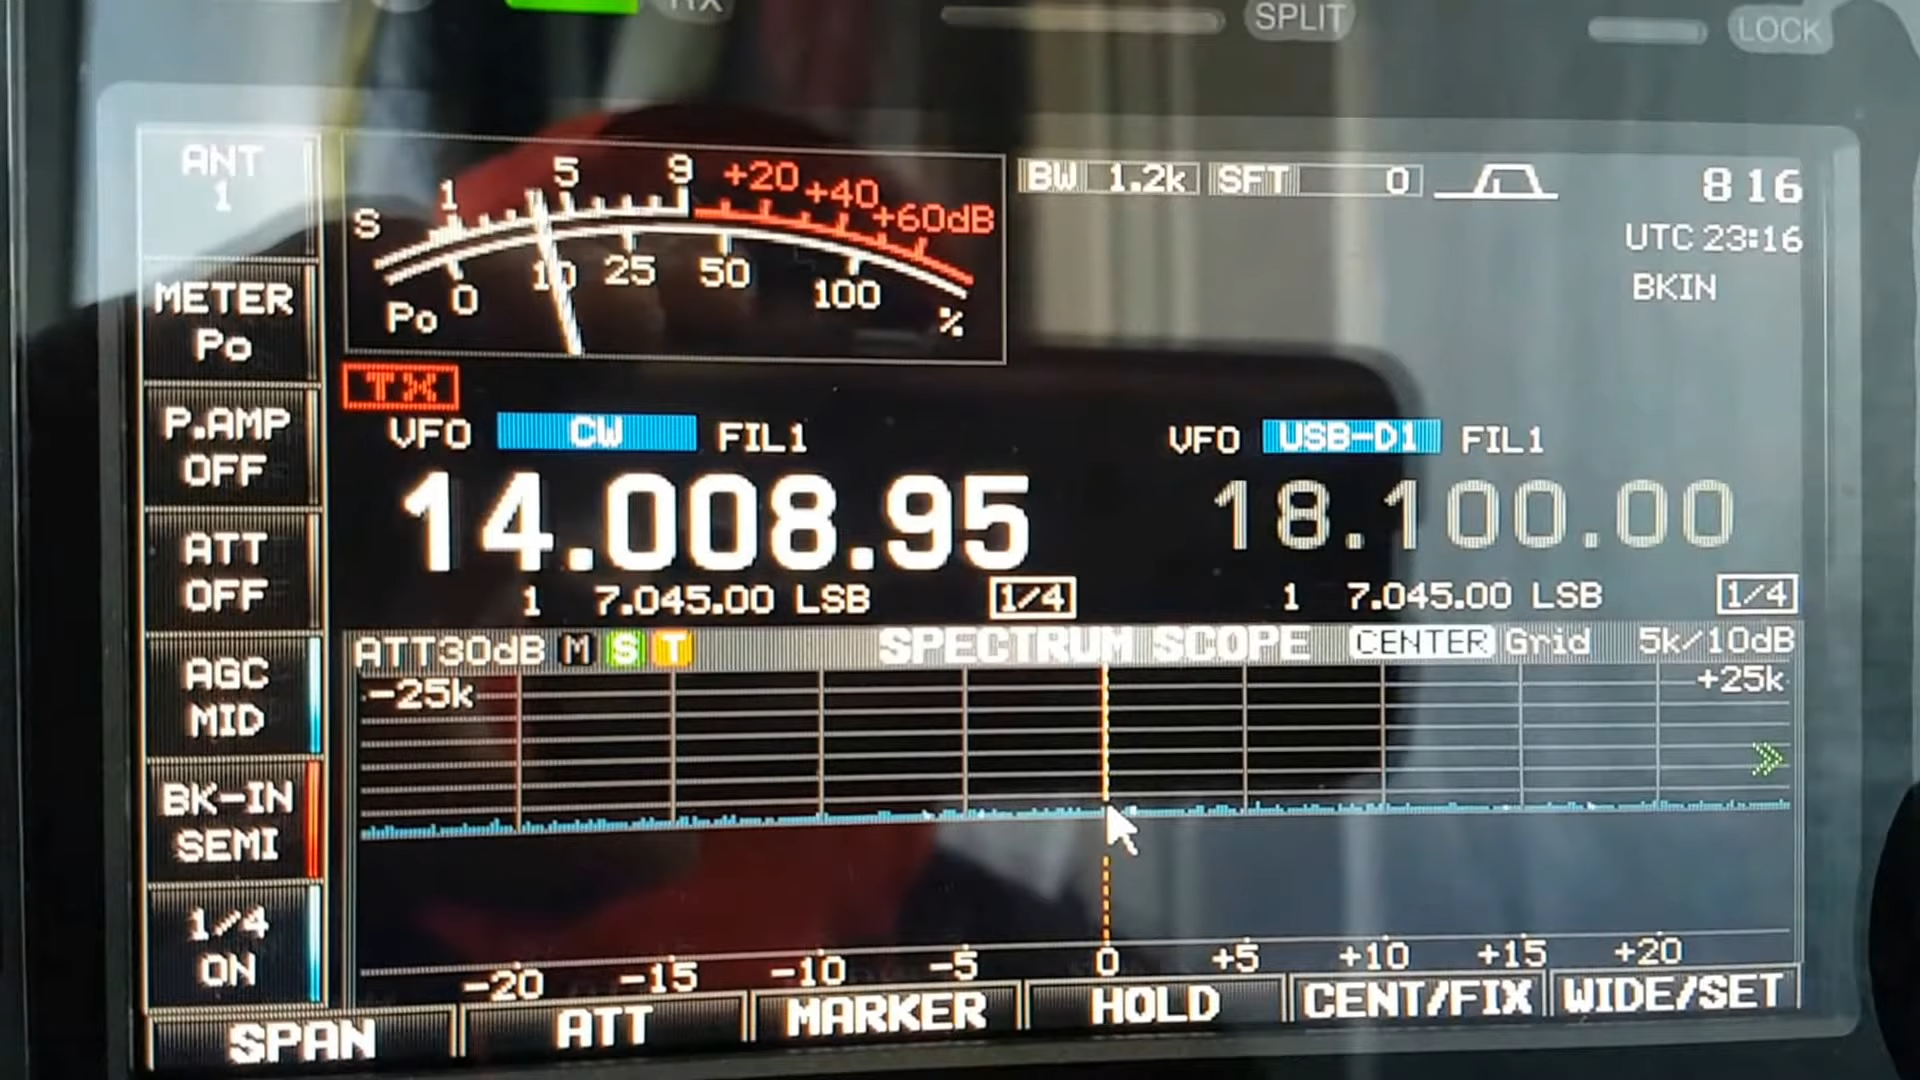 RX SPLIT LOCK
ANT
1
METER
Po
P.AMP
OFF
ATT
OFF
AGC
MID
BK-IN
SEMI
1/4
ON
S 1 5 9 +20 +40 +60dB
Po 0 10 25 50 100 %
BW 1.2k SFT 0
8 16
UTC 23:16
BKIN
TX
VFO CW FIL1
14.008.95
1 7.045.00 LSB 1/4
VFO USB-D1 FIL1
18.100.00
1 7.045.00 LSB 1/4
ATT30dB M S T SPECTRUM SCOPE CENTER Grid 5k/10dB
-25k +25k
-20 -15 -10 -5 0 +5 +10 +15 +20
SPAN ATT MARKER HOLD CENT/FIX WIDE/SET